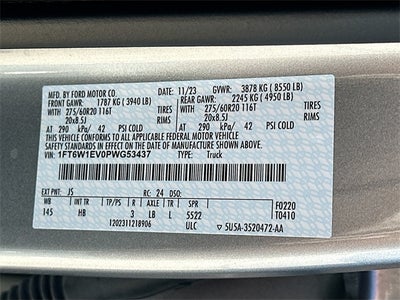 MFD. BY FORD MOTOR CO. 11/23 GVWR: 3878 KG ( 8550 LB)
FRONT GAWR: 1787 KG ( 3940 LB) REAR GAWR: 2245 KG ( 4950 LB)
WITH 275/60R20 116T TIRES WITH 275/60R20 116T TIRES
20x8.5J RIMS 20x8.5J RIMS
AT 290 kPa/ 42 PSI COLD AT 290 kPa/ 42 PSI COLD
THIS VEHICLE CONFORMS TO ALL APPLICABLE FEDERAL MOTOR VEHICLE
SAFETY STANDARDS IN EFFECT ON THE DATE OF MANUFACTURE SHOWN ABOVE.
VIN: 1FT6W1EV0PWG53437 TYPE: Truck
EXT PNT: JS RC: 24 DSO: F0220
WB INT TR TP/PS R AXLE TR SPR T0410
145 HB 3 LB L 5522
1202311218906 ULC 5U5A-3520472-AA